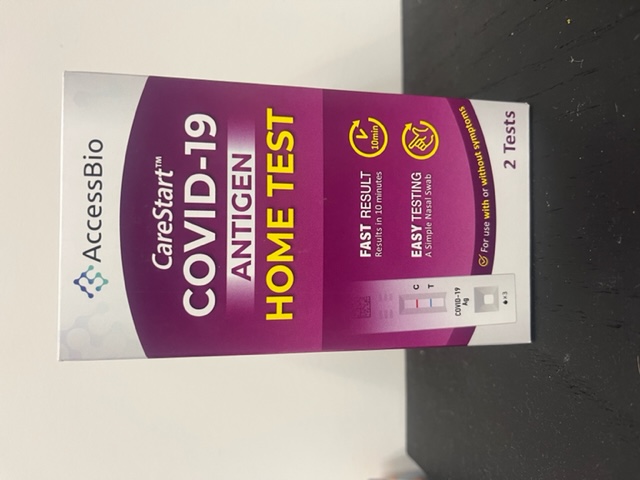 AccessBio
CareStart™
COVID-19
ANTIGEN
HOME TEST
FAST RESULT
Results in 10 minutes
10min
EASY TESTING
A Simple Nasal Swab
C
T
COVID-19
Ag
x3
For use with or without symptoms
2 Tests